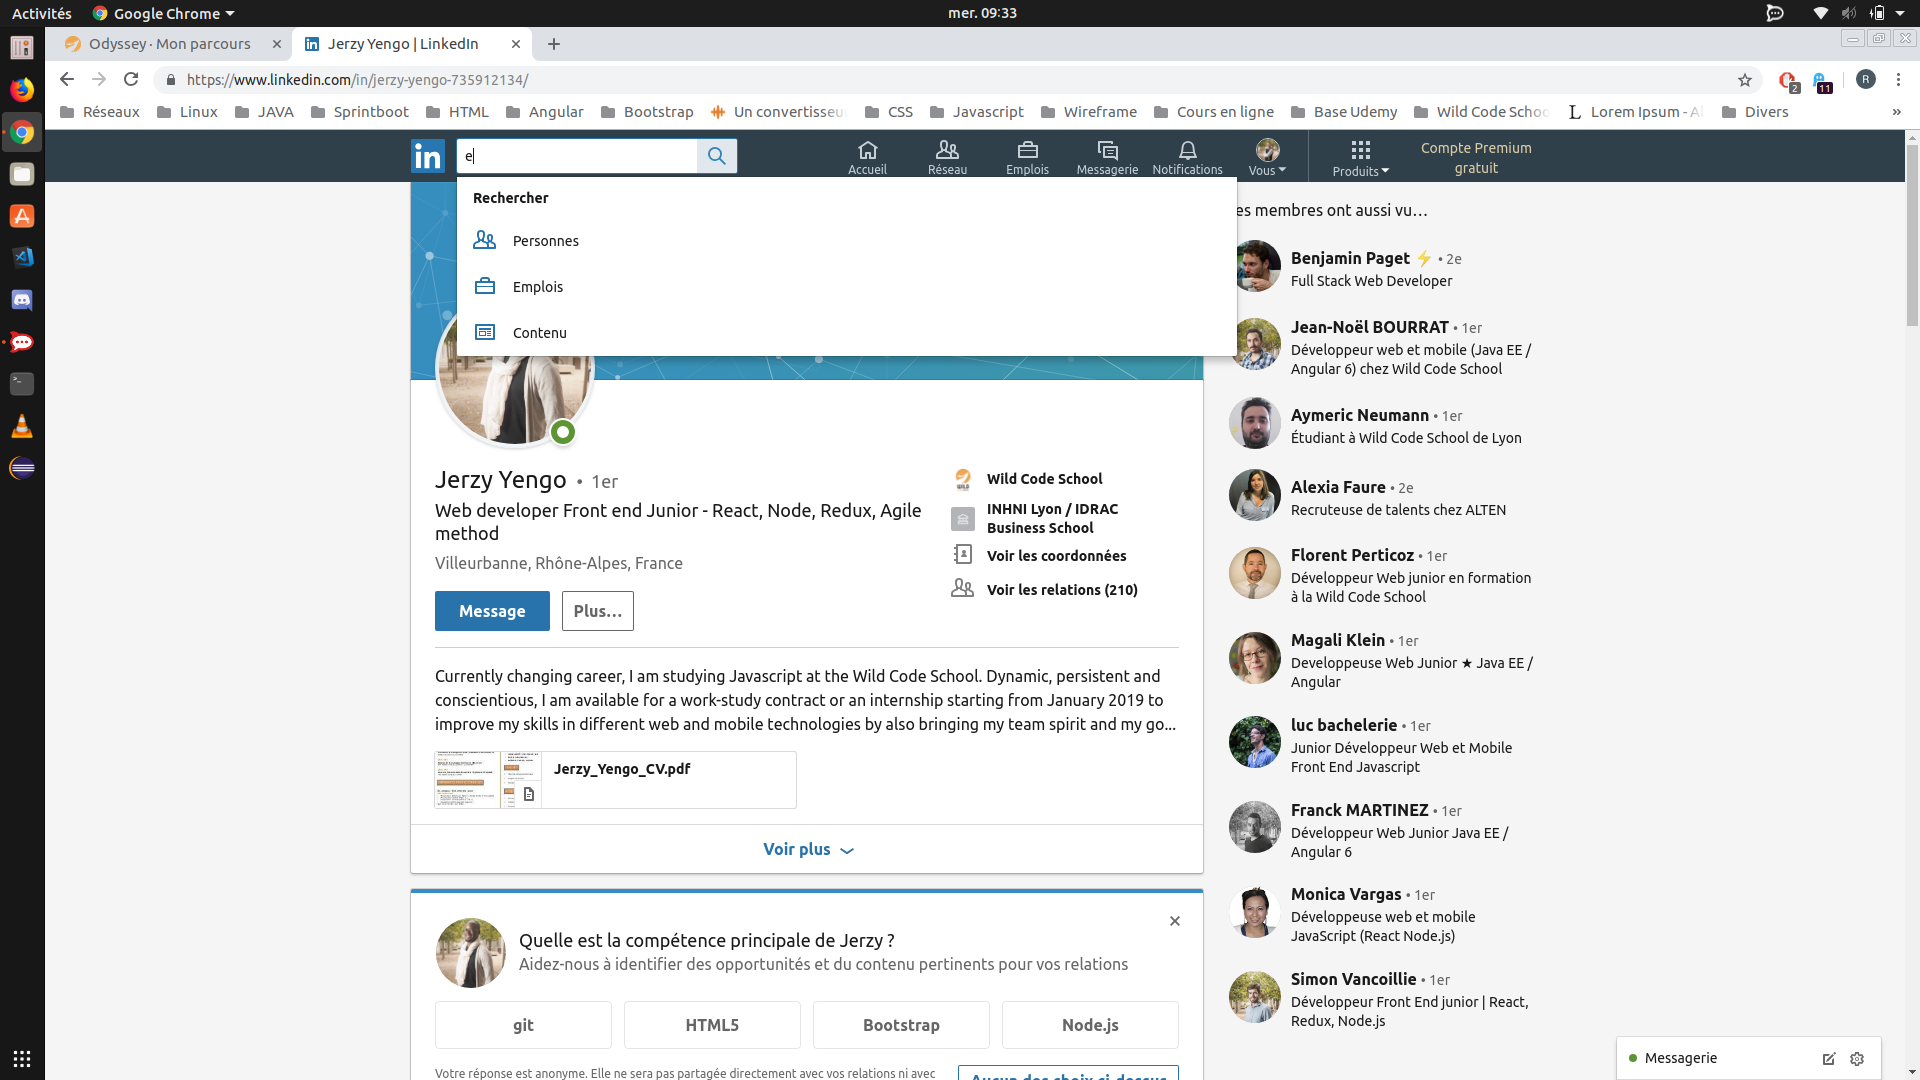 Activités
Google Chrome
mer. 09:33
Odyssey · Mon parcours
Jerzy Yengo | LinkedIn
https://www.linkedin.com/in/jerzy-yengo-735912134/
2
11
R
Réseaux
Linux
JAVA
Sprintboot
HTML
Angular
Bootstrap
Un convertisseu
CSS
Javascript
Wireframe
Cours en ligne
Base Udemy
Wild Code Schoo
Lorem Ipsum - Al
Divers
»
in
e
Accueil
Réseau
Emplois
Messagerie
Notifications
Vous
Produits
Compte Premium
gratuit
Rechercher
Personnes
Emplois
Contenu
Jerzy Yengo • 1er
Web developer Front end Junior - React, Node, Redux, Agile
method
Villeurbanne, Rhône-Alpes, France
Message
Plus…
Wild Code School
INHNI Lyon / IDRAC
Business School
Voir les coordonnées
Voir les relations (210)
Currently changing career, I am studying Javascript at the Wild Code School. Dynamic, persistent and
conscientious, I am available for a work-study contract or an internship starting from January 2019 to
improve my skills in different web and mobile technologies by also bringing my team spirit and my go...
Jerzy_Yengo_CV.pdf
Voir plus
Quelle est la compétence principale de Jerzy ?
Aidez-nous à identifier des opportunités et du contenu pertinents pour vos relations
git
HTML5
Bootstrap
Node.js
Votre réponse est anonyme. Elle ne sera pas partagée directement avec vos relations ni avec
Aucun des choix ci-dessus
es membres ont aussi vu…
Benjamin Paget ⚡ • 2e
Full Stack Web Developer
Jean-Noël BOURRAT • 1er
Développeur web et mobile (Java EE /
Angular 6) chez Wild Code School
Aymeric Neumann • 1er
Étudiant à Wild Code School de Lyon
Alexia Faure • 2e
Recruteuse de talents chez ALTEN
Florent Perticoz • 1er
Développeur Web junior en formation
à la Wild Code School
Magali Klein • 1er
Developpeuse Web Junior ★ Java EE /
Angular
luc bachelerie • 1er
Junior Développeur Web et Mobile
Front End Javascript
Franck MARTINEZ • 1er
Développeur Web Junior Java EE /
Angular 6
Monica Vargas • 1er
Développeuse web et mobile
JavaScript (React Node.js)
Simon Vancoillie • 1er
Développeur Front End junior | React,
Redux, Node.js
Messagerie